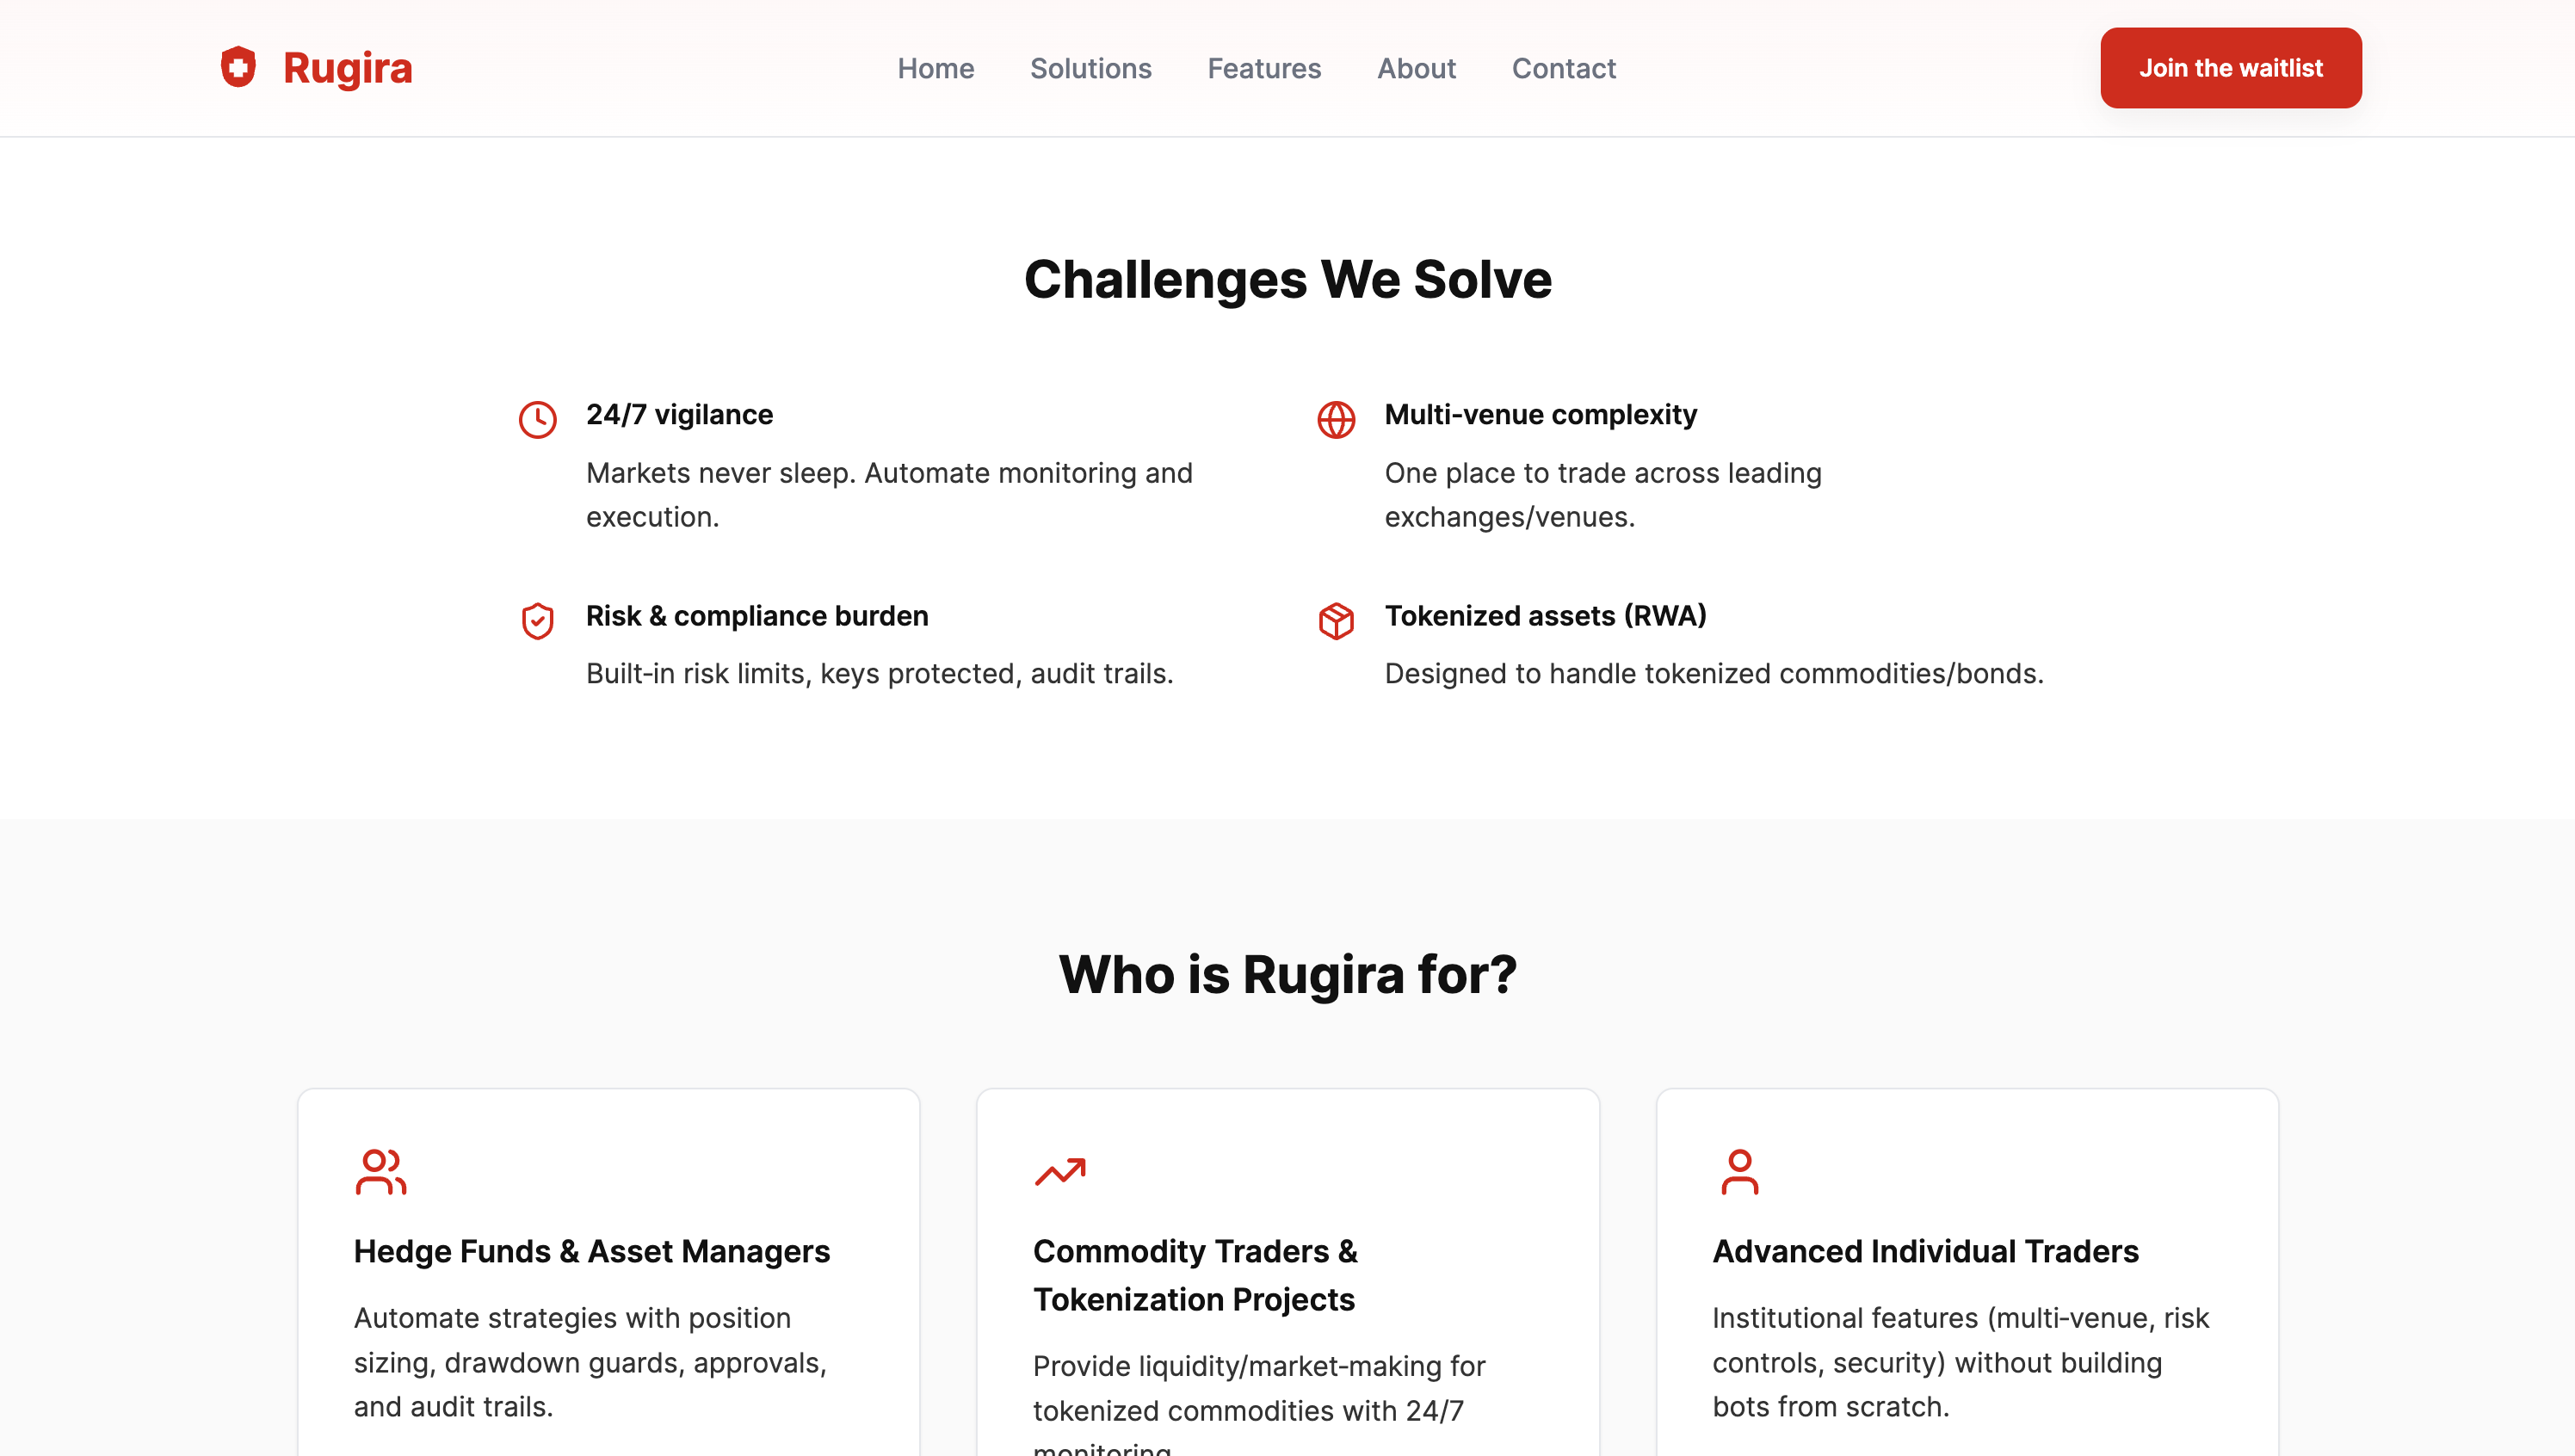 Rugira
Home
Solutions
Features
About
Contact
Join the waitlist
Challenges We Solve
24/7 vigilance
Markets never sleep. Automate monitoring and
execution.
Multi-venue complexity
One place to trade across leading
exchanges/venues.
Risk & compliance burden
Built-in risk limits, keys protected, audit trails.
Tokenized assets (RWA)
Designed to handle tokenized commodities/bonds.
Who is Rugira for?
Hedge Funds & Asset Managers
Automate strategies with position
sizing, drawdown guards, approvals,
and audit trails.
Commodity Traders &
Tokenization Projects
Provide liquidity/market-making for
tokenized commodities with 24/7
monitoring.
Advanced Individual Traders
Institutional features (multi-venue, risk
controls, security) without building
bots from scratch.